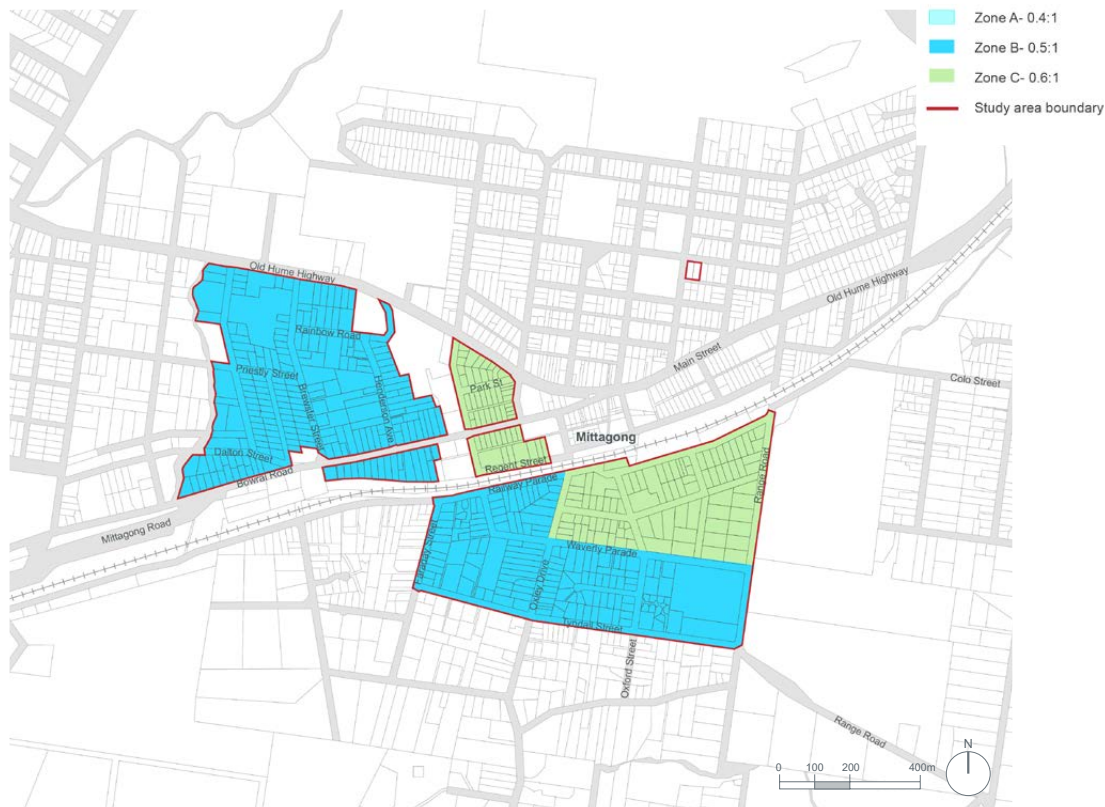 Zone A- 0.4:1
Zone B- 0.5:1
Zone C- 0.6:1
Study area boundary
Old Hume Highway
Old Hume Highway
Rainbow Road
Main Street
Priestly Street
Henderson Ave
Park St
Colo Street
Brewster Street
Mittagong
Dalton Street
Regent Street
Bowral Road
Railway Parade
Range Road
Mittagong Road
Waverly Parade
Oxley Drive
Tyndall Street
Oxford Street
Range Road
N
0 100 200 400m